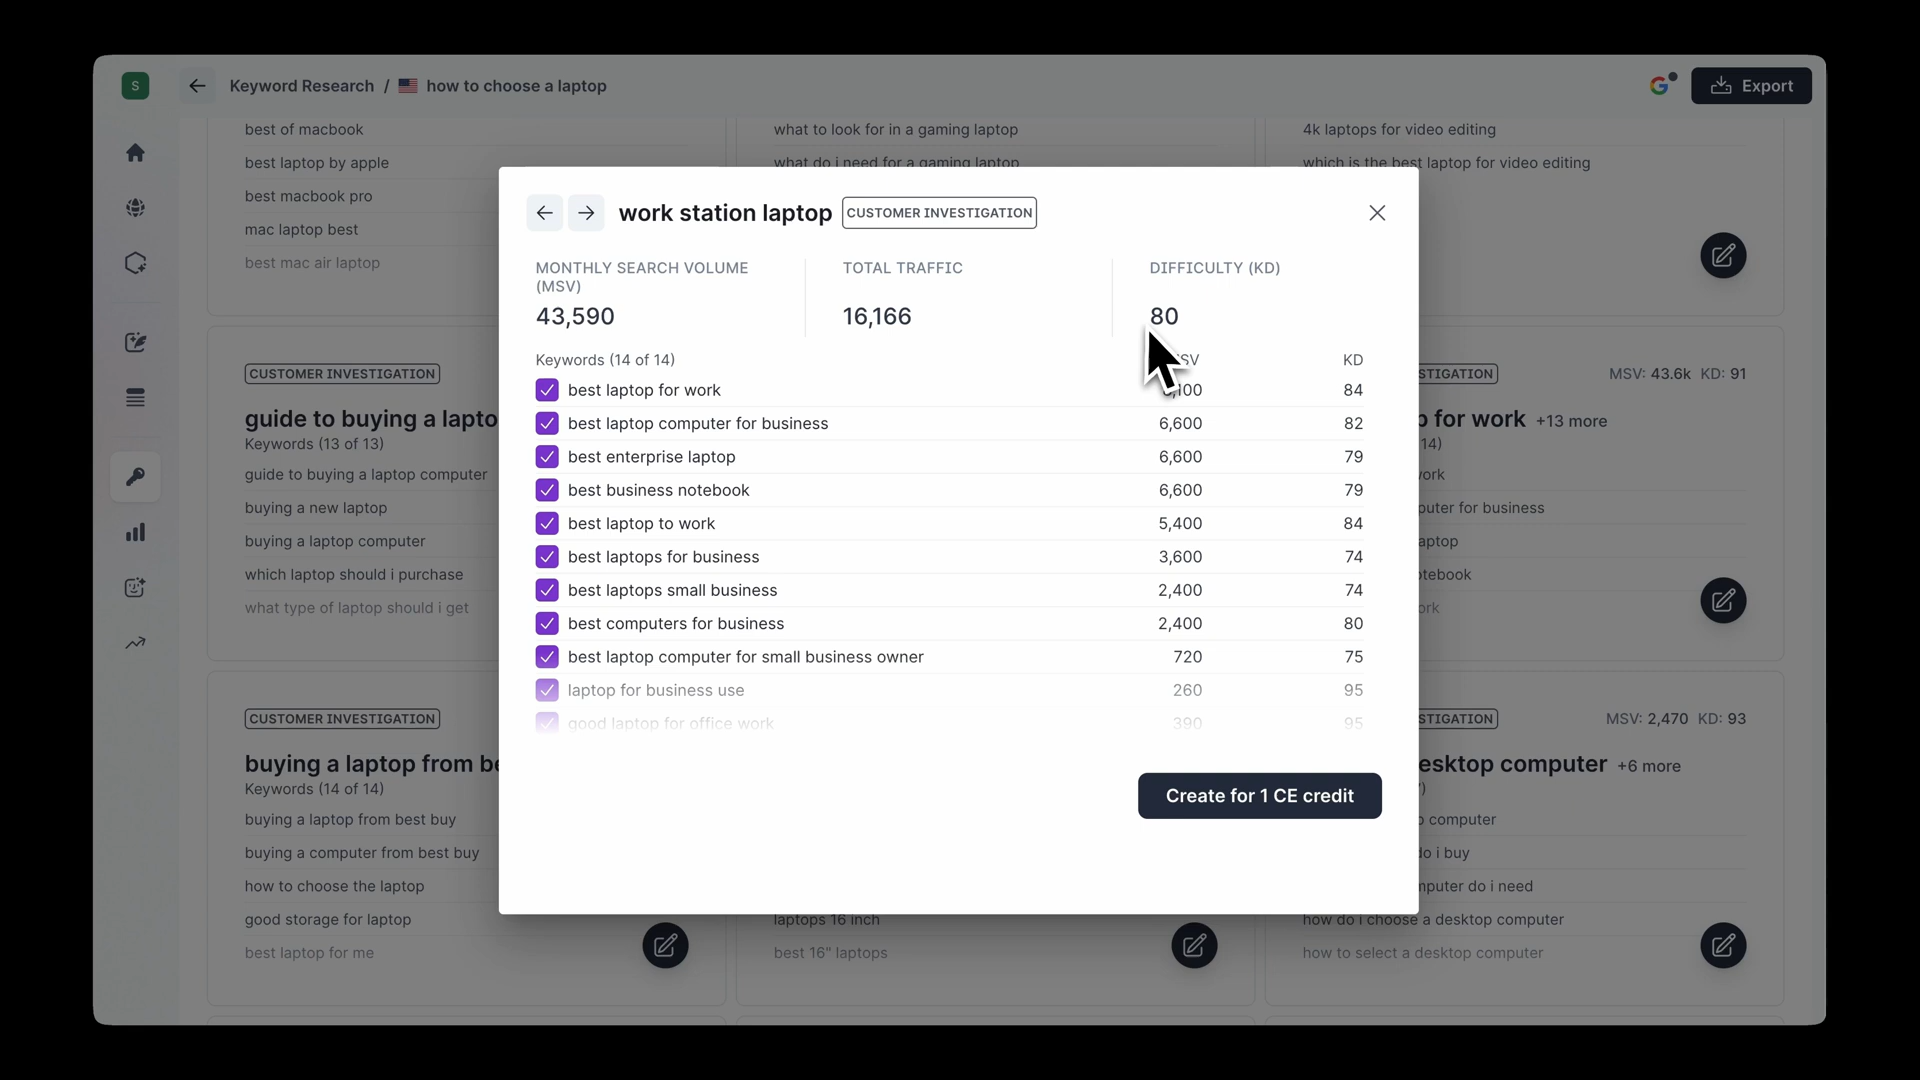 S
Keyword Research / how to choose a laptop
G
Export
best of macbook
best laptop by apple
best macbook pro
mac laptop best
best mac air laptop
what to look for in a gaming laptop
what do i need for a gaming laptop
4k laptops for video editing
which is the best laptop for video editing
work station laptop
CUSTOMER INVESTIGATION
MONTHLY SEARCH VOLUME
(MSV)
43,590
TOTAL TRAFFIC
16,166
DIFFICULTY (KD)
80
Keywords (14 of 14)
KD
best laptop for work 84
best laptop computer for business 6,600 82
best enterprise laptop 6,600 79
best business notebook 6,600 79
best laptop to work 5,400 84
best laptops for business 3,600 74
best laptops small business 2,400 74
best computers for business 2,400 80
best laptop computer for small business owner 720 75
laptop for business use 260 95
good laptop for office work 390 95
Create for 1 CE credit
CUSTOMER INVESTIGATION
guide to buying a lapto
Keywords (13 of 13)
guide to buying a laptop computer
buying a new laptop
buying a laptop computer
which laptop should i purchase
what type of laptop should i get
STIGATION MSV: 43.6k KD: 91
p for work +13 more
14)
ork
puter for business
aptop
otebook
ork
CUSTOMER INVESTIGATION
buying a laptop from be
Keywords (14 of 14)
buying a laptop from best buy
buying a computer from best buy
how to choose the laptop
good storage for laptop
best laptop for me
laptops 16 inch
best 16" laptops
STIGATION MSV: 2,470 KD: 93
esktop computer +6 more
)
p computer
do i buy
mputer do i need
how do i choose a desktop computer
how to select a desktop computer